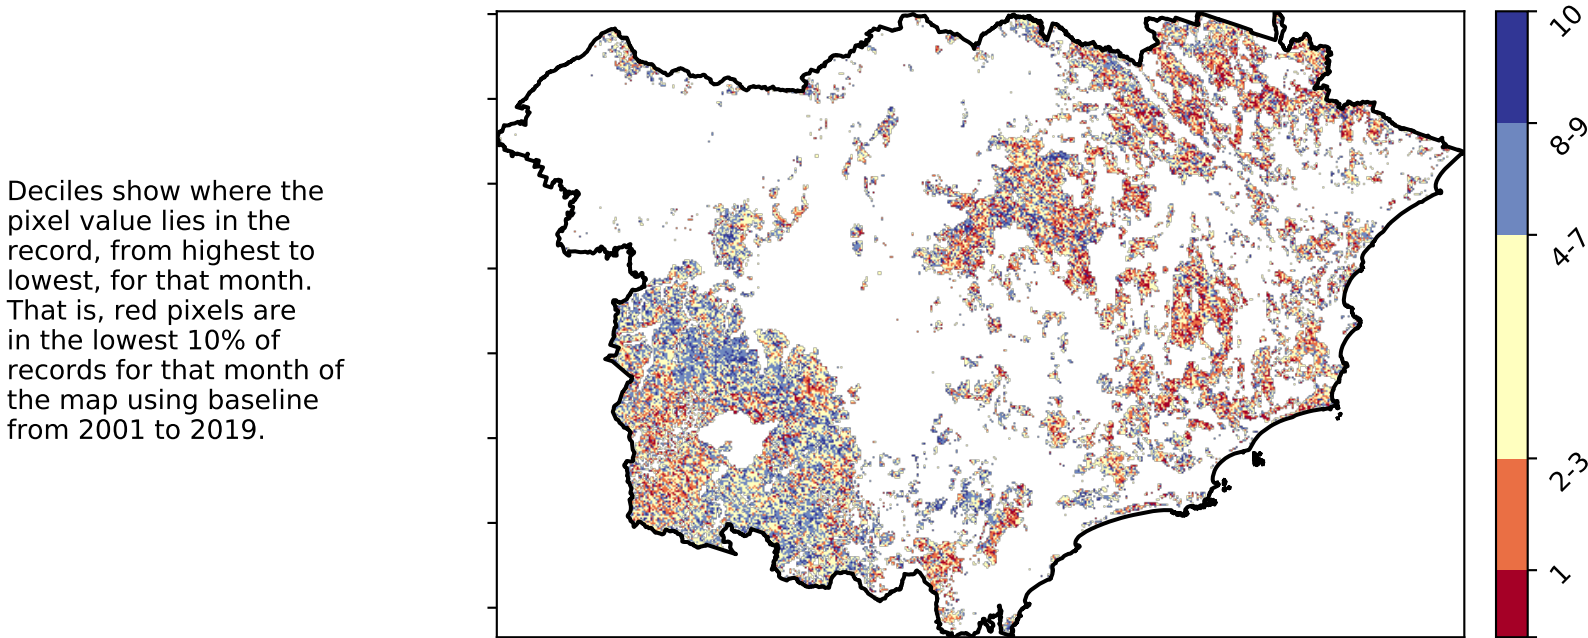 Deciles show where the
pixel value lies in the
record, from highest to
lowest, for that month.
That is, red pixels are
in the lowest 10% of
records for that month of
the map using baseline
from 2001 to 2019.
10
8-9
4-7
2-3
1